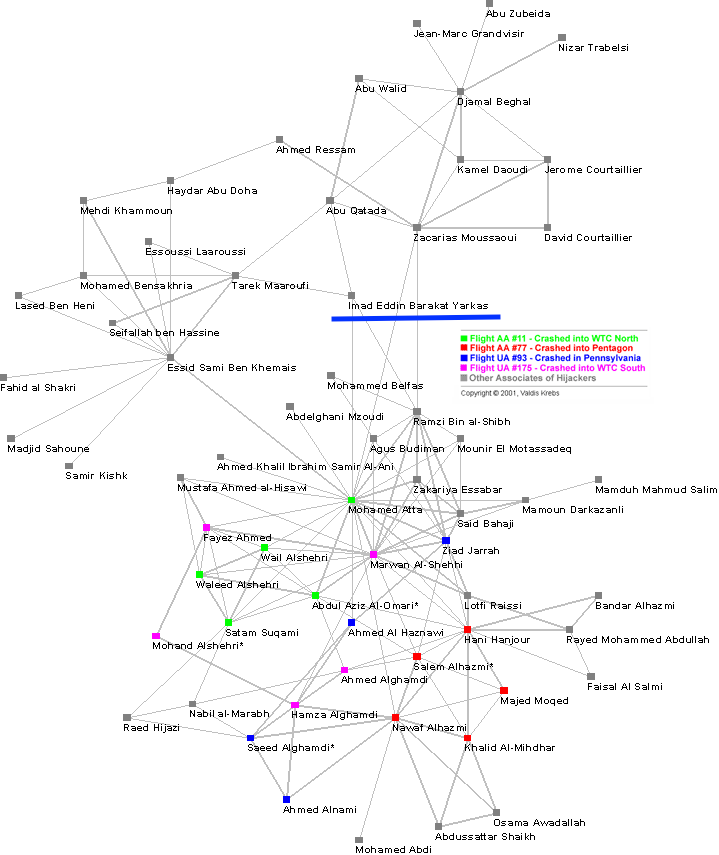 Abu Zubeida
Jean-Marc Grandvisir
Nizar Trabelsi
Abu Walid
Djamal Beghal
Ahmed Ressam
Kamel Daoudi
Jerome Courtaillier
Haydar Abu Doha
Mehdi Khammoun
Abu Qatada
Zacarias Moussaoui
David Courtaillier
Essoussi Laaroussi
Mohamed Bensakhria
Tarek Maaroufi
Lased Ben Heni
Imad Eddin Barakat Yarkas
Seifallah ben Hassine
Flight AA #11 - Crashed into WTC North
Flight AA #77 - Crashed into Pentagon
Flight UA #93 - Crashed in Pennsylvania
Flight UA #175 - Crashed into WTC South
Other Associates of Hijackers
Copyright © 2001, Valdis Krebs
Essid Sami Ben Khemais
Fahid al Shakri
Mohammed Belfas
Abdelghani Mzoudi
Ramzi Bin al-Shibh
Madjid Sahoune
Agus Budiman
Mounir El Motassadeq
Samir Kishk
Ahmed Khalil Ibrahim Samir Al-Ani
Mustafa Ahmed al-Hisawi
Zakariya Essabar
Mamduh Mahmud Salim
Mohamed Atta
Mamoun Darkazanli
Said Bahaji
Fayez Ahmed
Ziad Jarrah
Wail Alshehri
Marwan Al-Shehhi
Waleed Alshehri
Abdul Aziz Al-Omari*
Lotfi Raissi
Bandar Alhazmi
Satam Suqami
Ahmed Al Haznawi
Hani Hanjour
Rayed Mohammed Abdullah
Mohand Alshehri*
Salem Alhazmi*
Ahmed Alghamdi
Faisal Al Salmi
Majed Moqed
Nabil al-Marabh
Hamza Alghamdi
Raed Hijazi
Nawaf Alhazmi
Saeed Alghamdi*
Khalid Al-Mihdhar
Ahmed Alnami
Osama Awadallah
Abdussattar Shaikh
Mohamed Abdi